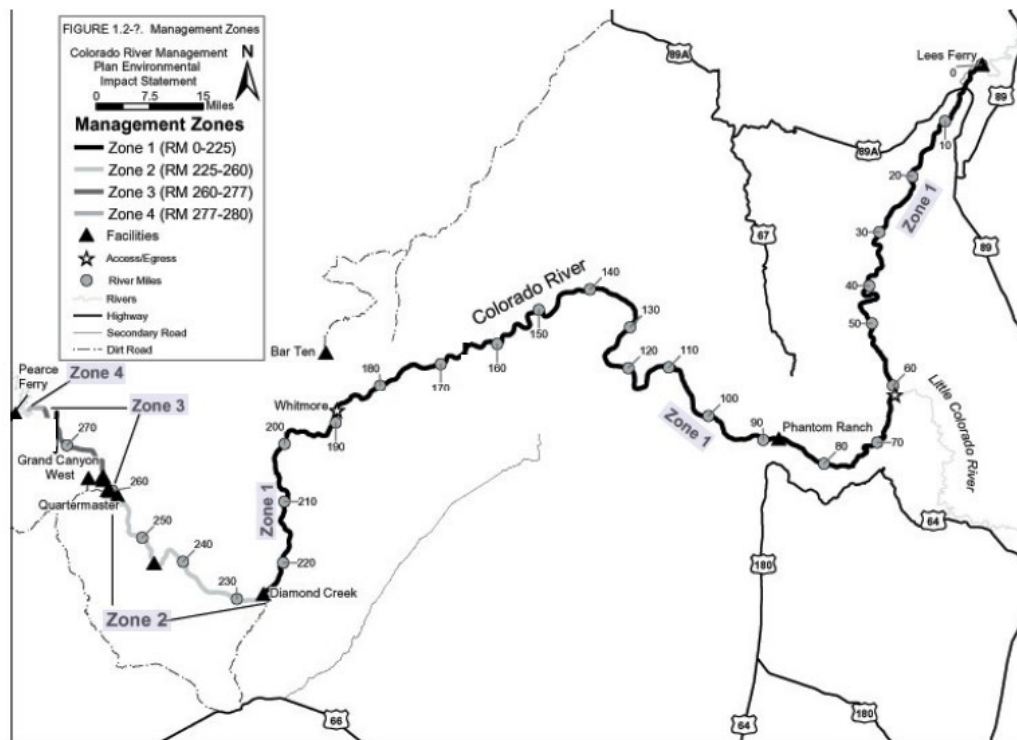 FIGURE 1.2-?. Management Zones
Colorado River Management
Plan Environmental
Impact Statement
N
0 7.5 15
Miles
Management Zones
Zone 1 (RM 0-225)
Zone 2 (RM 225-260)
Zone 3 (RM 260-277)
Zone 4 (RM 277-280)
Facilities
Access/Egress
River Miles
Rivers
Highway
Secondary Road
Dirt Road
89A
Lees Ferry
0
89
10
89A
20
Zone 1
30
67
89
40
50
140
Colorado River
130
150
160
120
110
Bar Ten
180
170
60
Little Colorado River
Pearce
Ferry
Zone 4
Zone 3
Whitmore
190
200
100
Zone 1
90
Phantom Ranch
80
70
270
Grand Canyon
West
260
Quartermaster
Zone 1
210
250
240
220
64
180
230
Diamond Creek
Zone 2
66
64
180